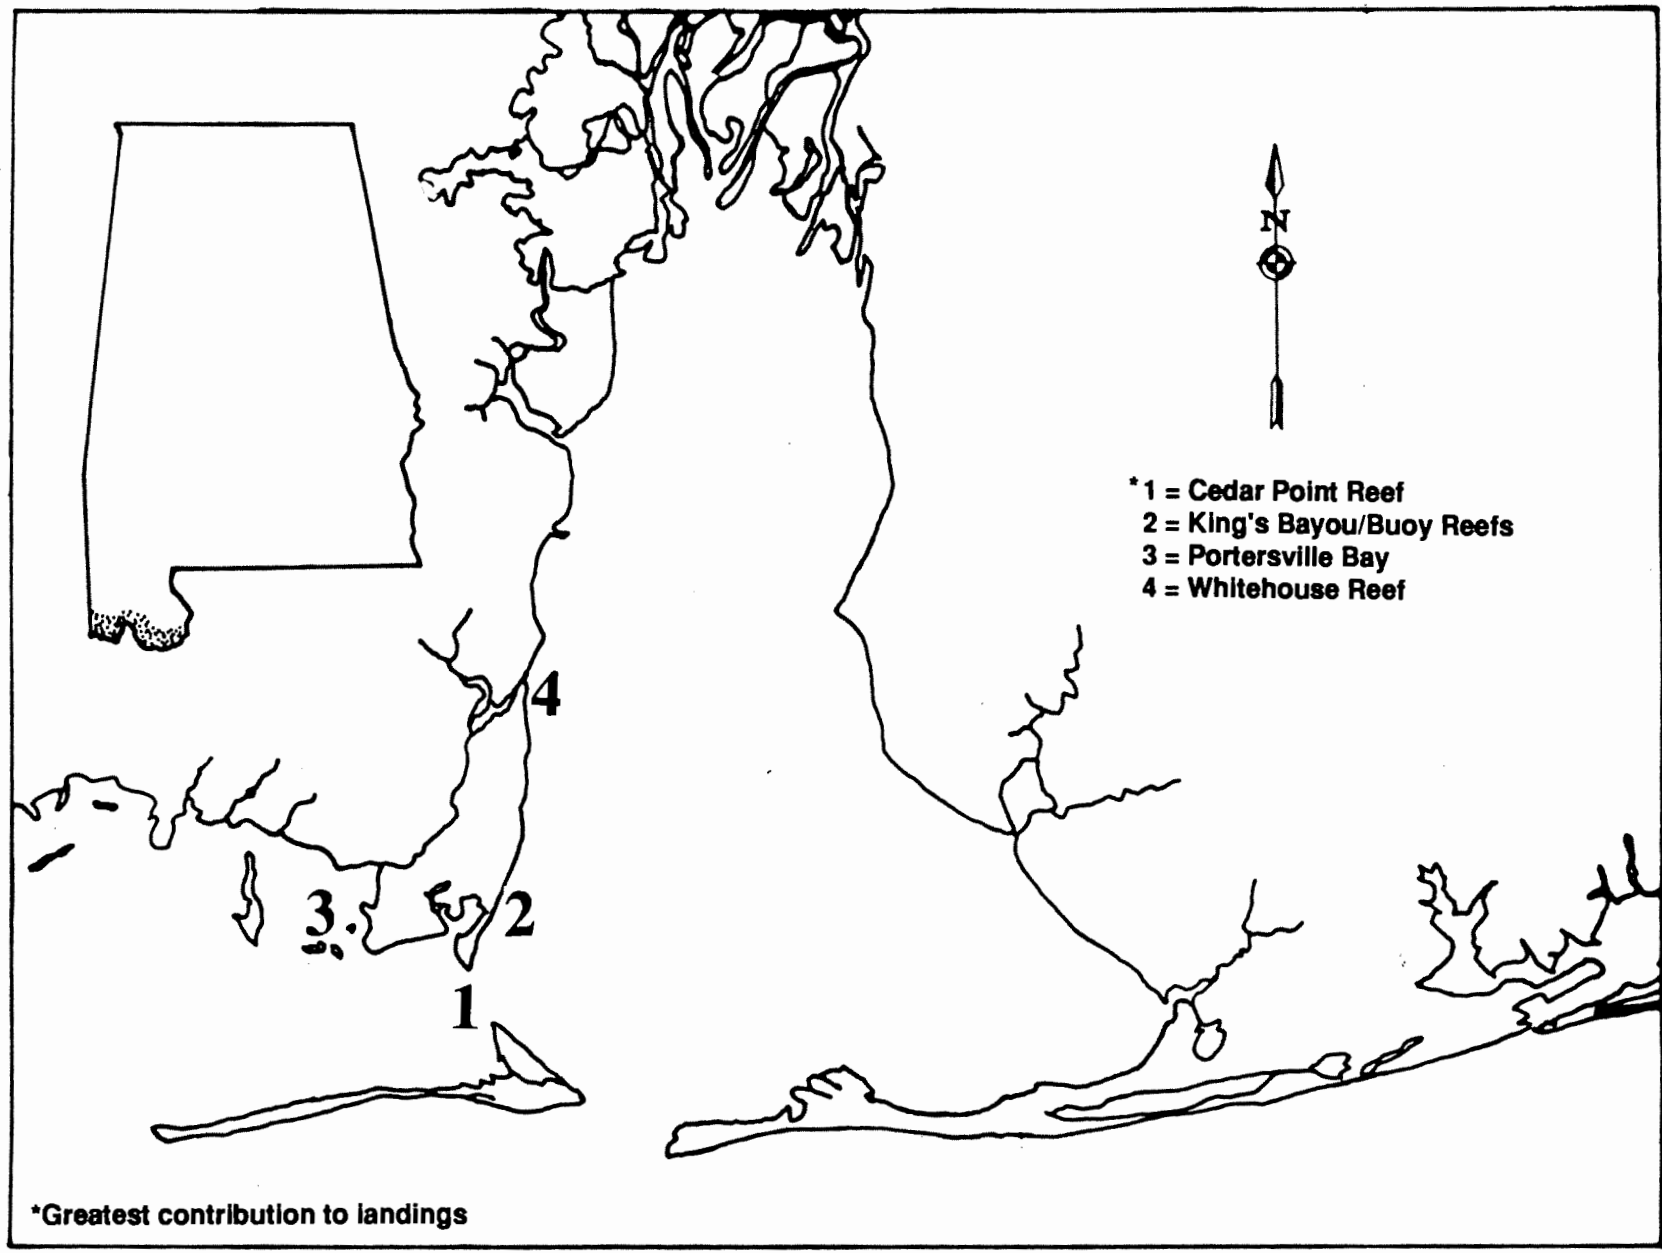 N
*1 = Cedar Point Reef
2 = King's Bayou/Buoy Reefs
3 = Portersville Bay
4 = Whitehouse Reef
4
3
2
1
*Greatest contribution to landings